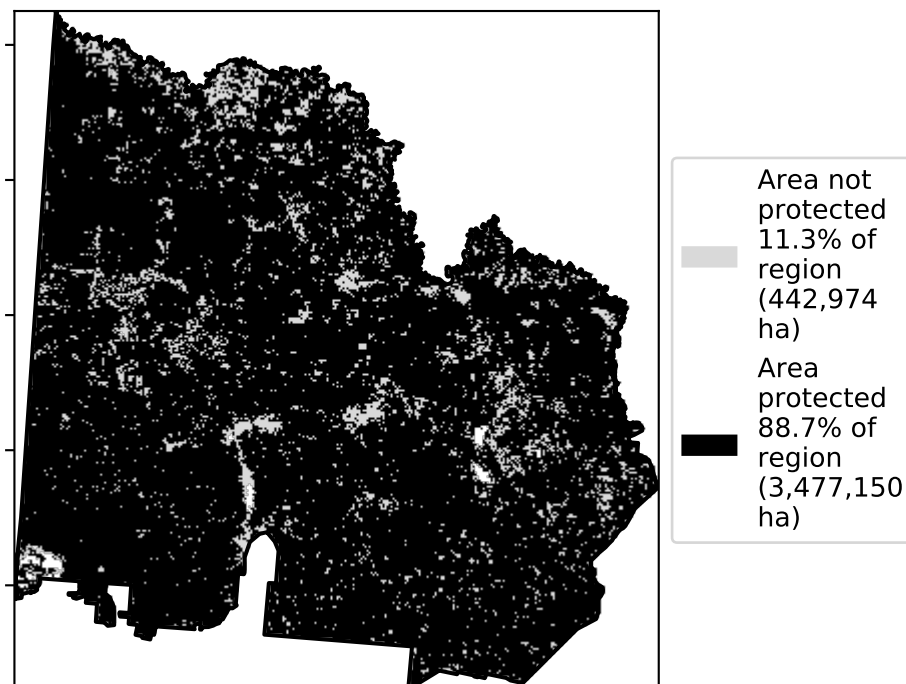 Area not
protected
11.3% of
region
(442,974
ha)
Area
protected
88.7% of
region
(3,477,150
ha)